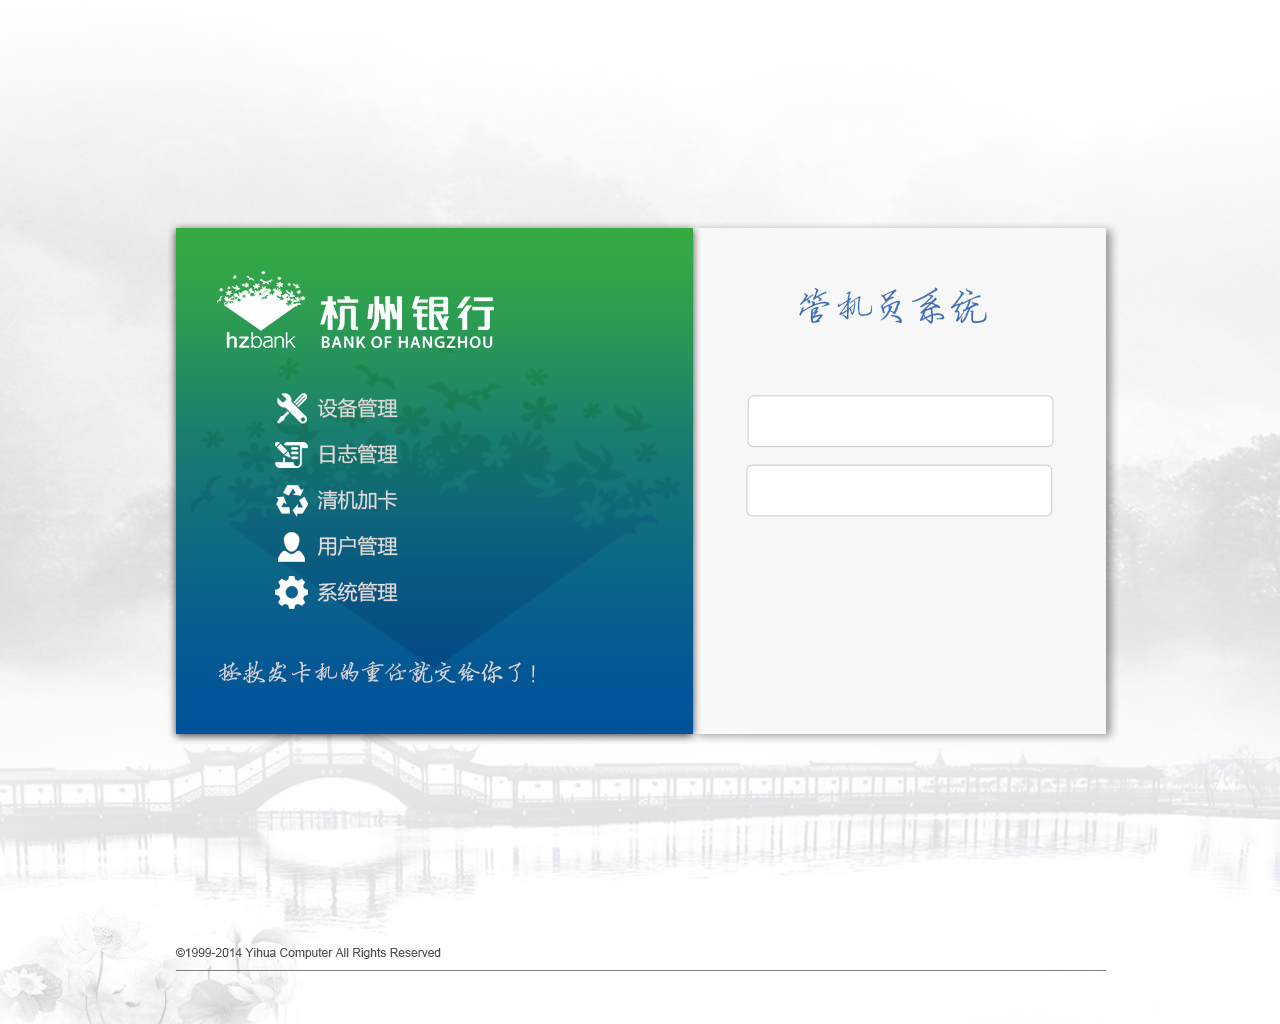 hzbank
杭州银行
BANK OF HANGZHOU
设备管理
日志管理
清机加卡
用户管理
系统管理
拯救发卡机的重任就交给你了！
管机员系统
©1999-2014 Yihua Computer All Rights Reserved